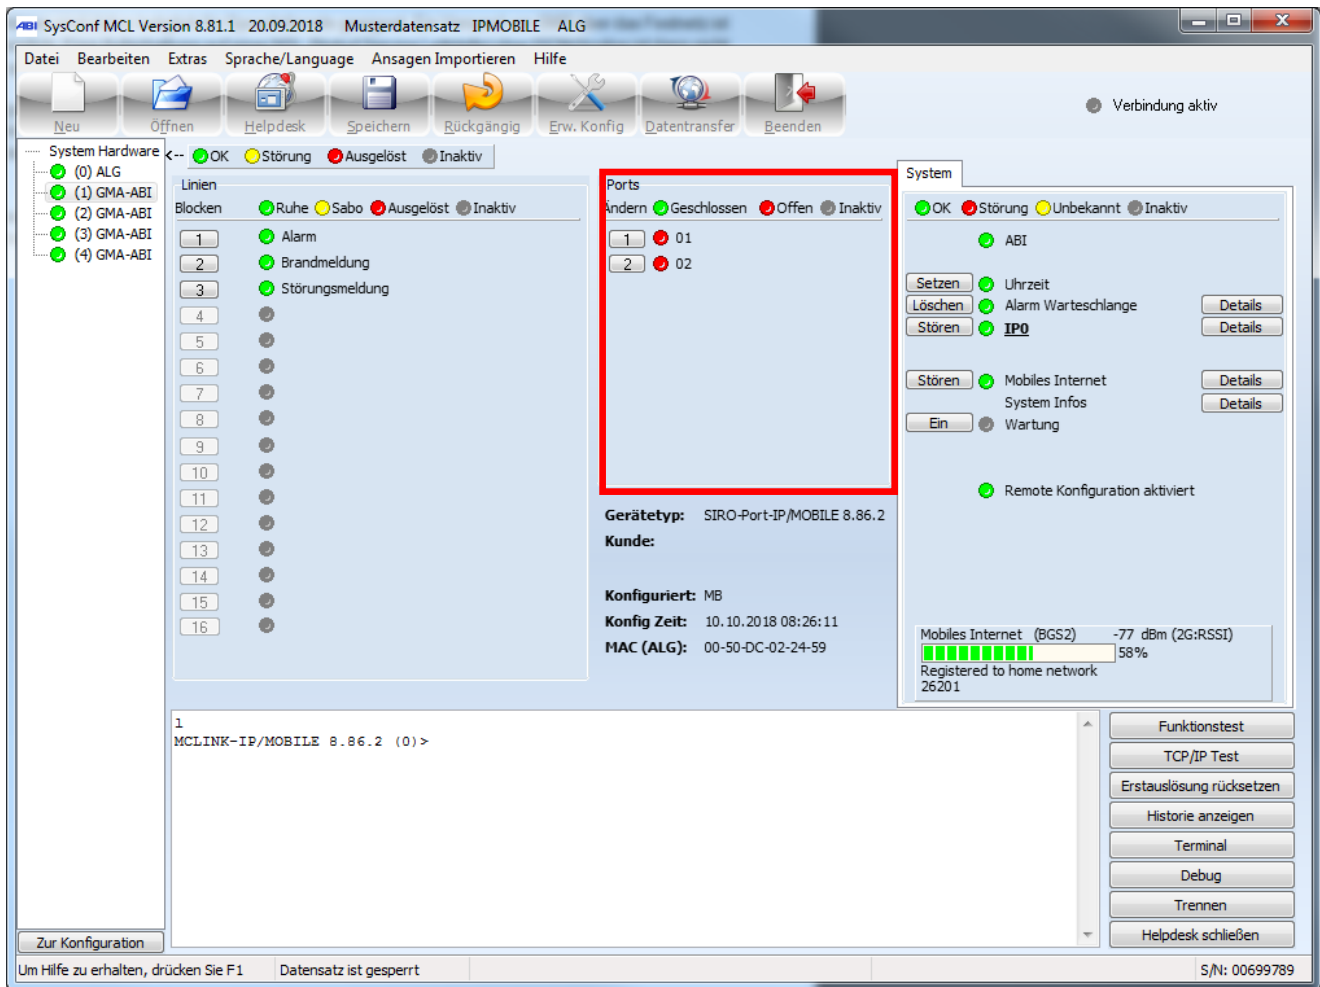 ABI SysConf MCL Version 8.81.1 20.09.2018 Musterdatensatz IPMOBILE ALG
Datei Bearbeiten Extras Sprache/Language Ansagen Importieren Hilfe
Neu Öffnen Helpdesk Speichern Rückgängig Erw. Konfig Datentransfer Beenden
Verbindung aktiv
System Hardware
(0) ALG
(1) GMA-ABI
(2) GMA-ABI
(3) GMA-ABI
(4) GMA-ABI
Zur Konfiguration
<-- OK Störung Ausgelöst Inaktiv
Linien
Blocken Ruhe Sabo Ausgelöst Inaktiv
1 Alarm
2 Brandmeldung
3 Störungsmeldung
4
5
6
7
8
9
10
11
12
13
14
15
16
Ports
Ändern Geschlossen Offen Inaktiv
1 01
2 02
Gerätetyp: SIRO-Port-IP/MOBILE 8.86.2
Kunde:
Konfiguriert: MB
Konfig Zeit: 10.10.2018 08:26:11
MAC (ALG): 00-50-DC-02-24-59
System
OK Störung Unbekannt Inaktiv
ABI
Setzen Uhrzeit
Löschen Alarm Warteschlange Details
Stören IP0 Details
Stören Mobiles Internet Details
System Infos Details
Ein Wartung
Remote Konfiguration aktiviert
Mobiles Internet (BGS2) -77 dBm (2G:RSSI)
58%
Registered to home network
26201
l
MCLINK-IP/MOBILE 8.86.2 (0)>
Funktionstest
TCP/IP Test
Erstauslösung rücksetzen
Historie anzeigen
Terminal
Debug
Trennen
Helpdesk schließen
Um Hilfe zu erhalten, drücken Sie F1 Datensatz ist gesperrt S/N: 00699789